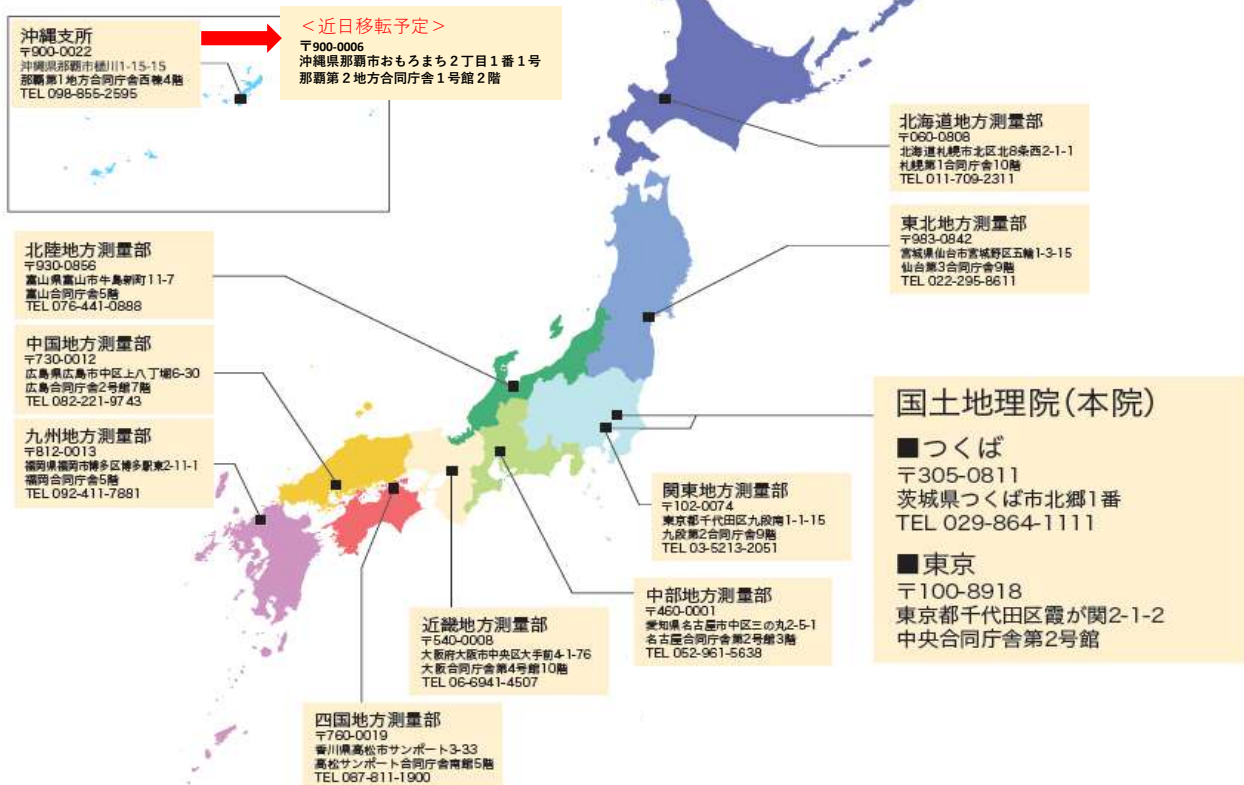 沖縄支所
〒900-0022
沖縄県那覇市樋川1-15-15
那覇第1地方合同庁舎西棟4階
TEL 098-855-2595
＜近日移転予定＞
〒900-0006
沖縄県那覇市おもろまち２丁目１番１号
那覇第２地方合同庁舎１号館２階
北海道地方測量部
〒060-0808
北海道札幌市北区北8条西2-1-1
札幌第1合同庁舎10階
TEL 011-709-2311
東北地方測量部
〒983-0842
宮城県仙台市宮城野区五輪1-3-15
仙台第3合同庁舎9階
TEL 022-295-8611
北陸地方測量部
〒930-0856
富山県富山市牛島新町11-7
富山合同庁舎5階
TEL 076-441-0888
中国地方測量部
〒730-0012
広島県広島市中区上八丁堀6-30
広島合同庁舎2号館7階
TEL 082-221-9743
九州地方測量部
〒812-0013
福岡県福岡市博多区博多駅東2-11-1
福岡合同庁舎5階
TEL 092-411-7881
国土地理院(本院)
■つくば
〒305-0811
茨城県つくば市北郷1番
TEL 029-864-1111
■東京
〒100-8918
東京都千代田区霞が関2-1-2
中央合同庁舎第2号館
関東地方測量部
〒102-0074
東京都千代田区九段南1-1-15
九段第2合同庁舎9階
TEL 03-5213-2051
中部地方測量部
〒460-0001
愛知県名古屋市中区三の丸2-5-1
名古屋合同庁舎第2号館3階
TEL 052-961-5638
近畿地方測量部
〒540-0008
大阪府大阪市中央区大手前4-1-76
大阪合同庁舎第4号館10階
TEL 06-6941-4507
四国地方測量部
〒760-0019
香川県高松市サンポート3-33
高松サンポート合同庁舎南館5階
TEL 087-811-1900